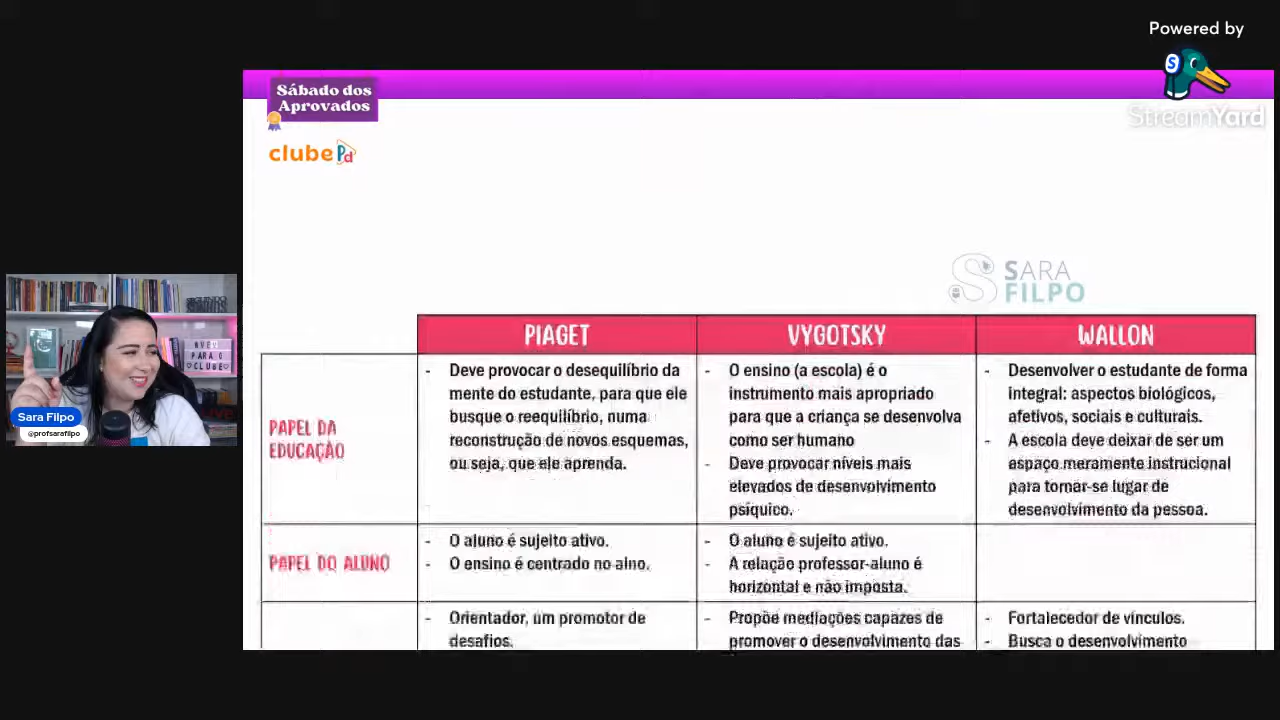 Powered by
StreamYard
Sábado dos
Aprovados
clube Pd
SARA
FILPO
PIAGET
VYGOTSKY
WALLON
PAPEL DA
EDUCAÇÃO
- Deve provocar o desequilíbrio da
mente do estudante, para que ele
busque o reequilíbrio, numa
reconstrução de novos esquemas,
ou seja, que ele aprenda.
- O ensino (a escola) é o
instrumento mais apropriado
para que a criança se desenvolva
como ser humano
- Deve provocar níveis mais
elevados de desenvolvimento
psíquico.
- Desenvolver o estudante de forma
integral: aspectos biológicos,
afetivos, sociais e culturais.
- A escola deve deixar de ser um
espaço meramente instrucional
para tornar-se lugar de
desenvolvimento da pessoa.
PAPEL DO ALUNO
- O aluno é sujeito ativo.
- O ensino é centrado no alno.
- O aluno é sujeito ativo.
- A relação professor-aluno é
horizontal e não imposta.
- Orientador, um promotor de
desafios.
- Propõe mediações capazes de
promover o desenvolvimento das
- Fortalecedor de vínculos.
- Busca o desenvolvimento
PARA O
CLUBE
Sara Filpo
@profsarafilpo